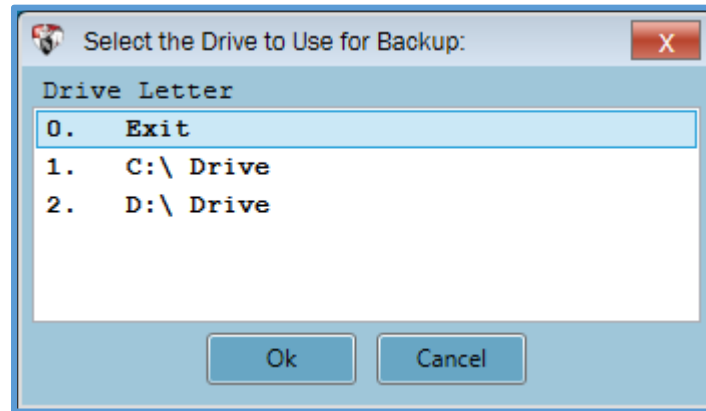 Select the Drive to Use for Backup:
X
Drive Letter
0. Exit
1. C:\ Drive
2. D:\ Drive
Ok
Cancel